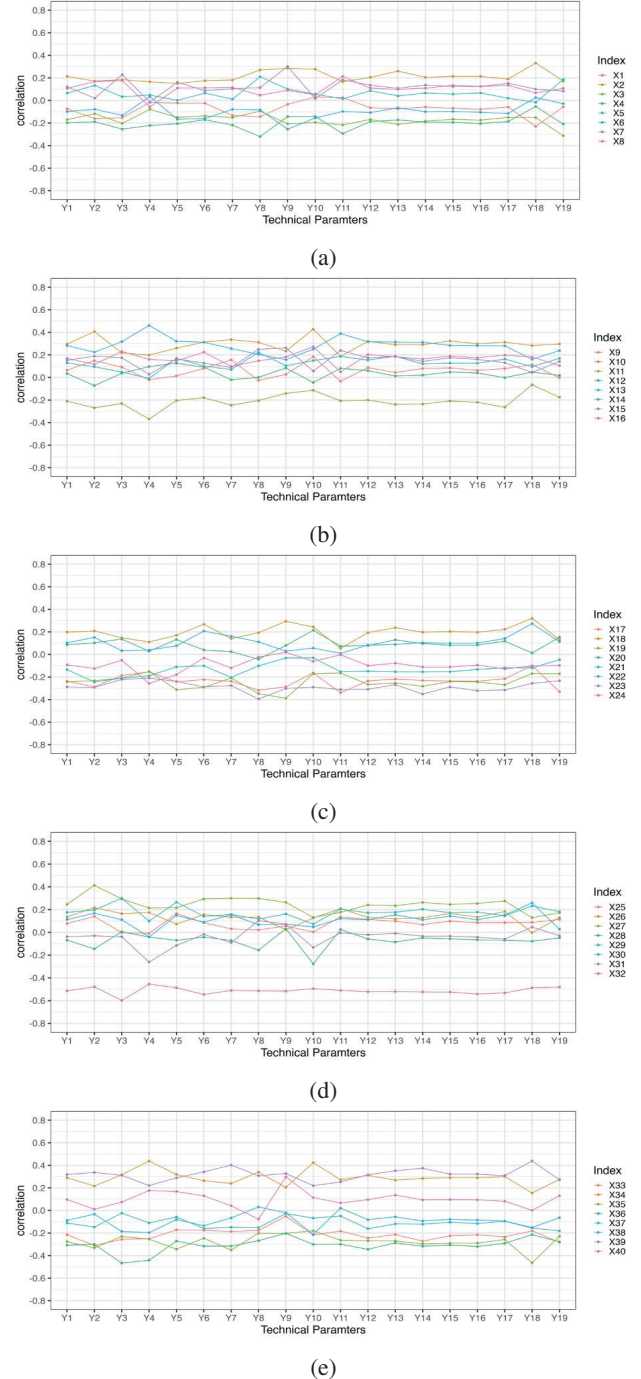 0.8
0.6
0.4
0.2
0.0
-0.2
-0.4
-0.6
-0.8
correlation
Y1 Y2 Y3 Y4 Y5 Y6 Y7 Y8 Y9 Y10 Y11 Y12 Y13 Y14 Y15 Y16 Y17 Y18 Y19
Technical Paramters
Index
X1
X2
X3
X4
X5
X6
X7
X8
(a)
0.8
0.6
0.4
0.2
0.0
-0.2
-0.4
-0.6
-0.8
correlation
Y1 Y2 Y3 Y4 Y5 Y6 Y7 Y8 Y9 Y10 Y11 Y12 Y13 Y14 Y15 Y16 Y17 Y18 Y19
Technical Paramters
Index
X9
X10
X11
X12
X13
X14
X15
X16
(b)
0.8
0.6
0.4
0.2
0.0
-0.2
-0.4
-0.6
-0.8
correlation
Y1 Y2 Y3 Y4 Y5 Y6 Y7 Y8 Y9 Y10 Y11 Y12 Y13 Y14 Y15 Y16 Y17 Y18 Y19
Technical Paramters
Index
X17
X18
X19
X20
X21
X22
X23
X24
(c)
0.8
0.6
0.4
0.2
0.0
-0.2
-0.4
-0.6
-0.8
correlation
Y1 Y2 Y3 Y4 Y5 Y6 Y7 Y8 Y9 Y10 Y11 Y12 Y13 Y14 Y15 Y16 Y17 Y18 Y19
Technical Paramters
Index
X25
X26
X27
X28
X29
X30
X31
X32
(d)
0.8
0.6
0.4
0.2
0.0
-0.2
-0.4
-0.6
-0.8
correlation
Y1 Y2 Y3 Y4 Y5 Y6 Y7 Y8 Y9 Y10 Y11 Y12 Y13 Y14 Y15 Y16 Y17 Y18 Y19
Technical Paramters
Index
X33
X34
X35
X36
X37
X38
X39
X40
(e)